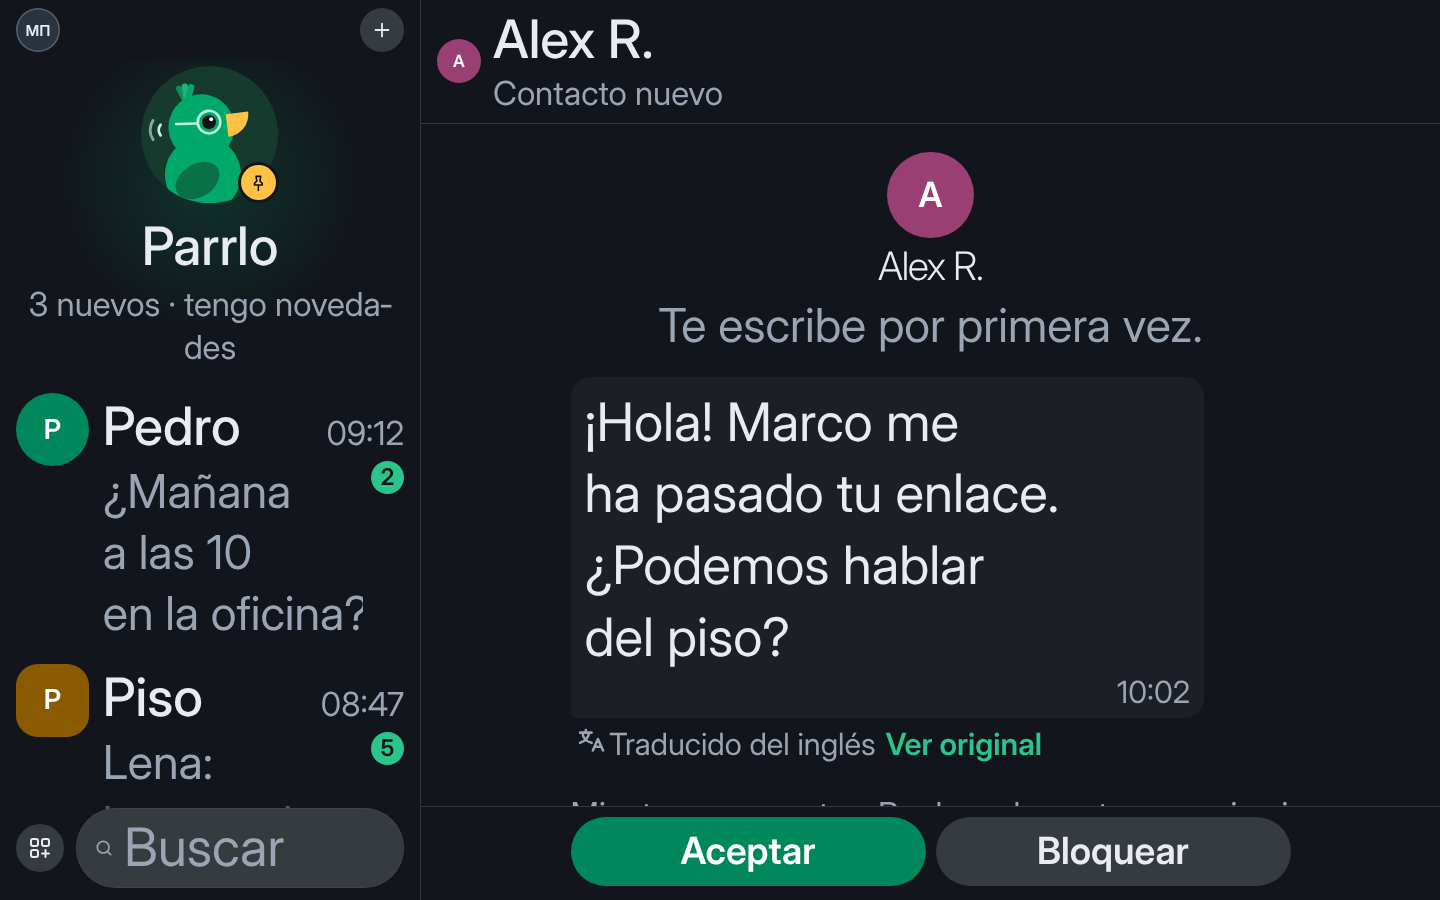 МП
Parrlo
3 nuevos · tengo noveda-
des
P
Pedro
09:12
¿Mañana
a las 10
en la oficina?
2
P
Piso
08:47
Lena:
5
Buscar
A
Alex R.
Contacto nuevo
A
Alex R.
Te escribe por primera vez.
¡Hola! Marco me
ha pasado tu enlace.
¿Podemos hablar
del piso?
10:02
Traducido del inglés Ver original
Aceptar
Bloquear